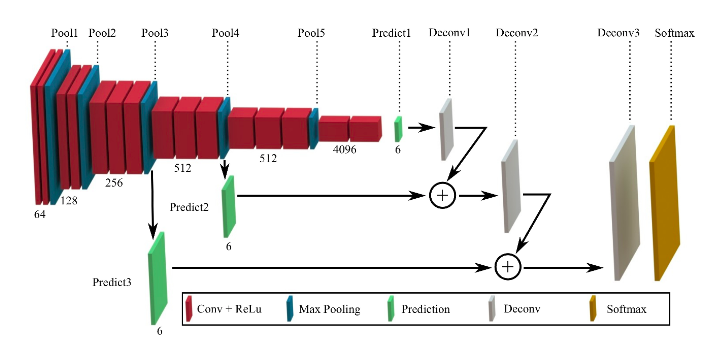 Pool1 Pool2 Pool3 Pool4 Pool5 Predict1 Deconv1 Deconv2 Deconv3 Softmax
64 128 256 512 512 4096 6
Predict2
6
Predict3
6
+
+
Conv + ReLu Max Pooling Prediction Deconv Softmax